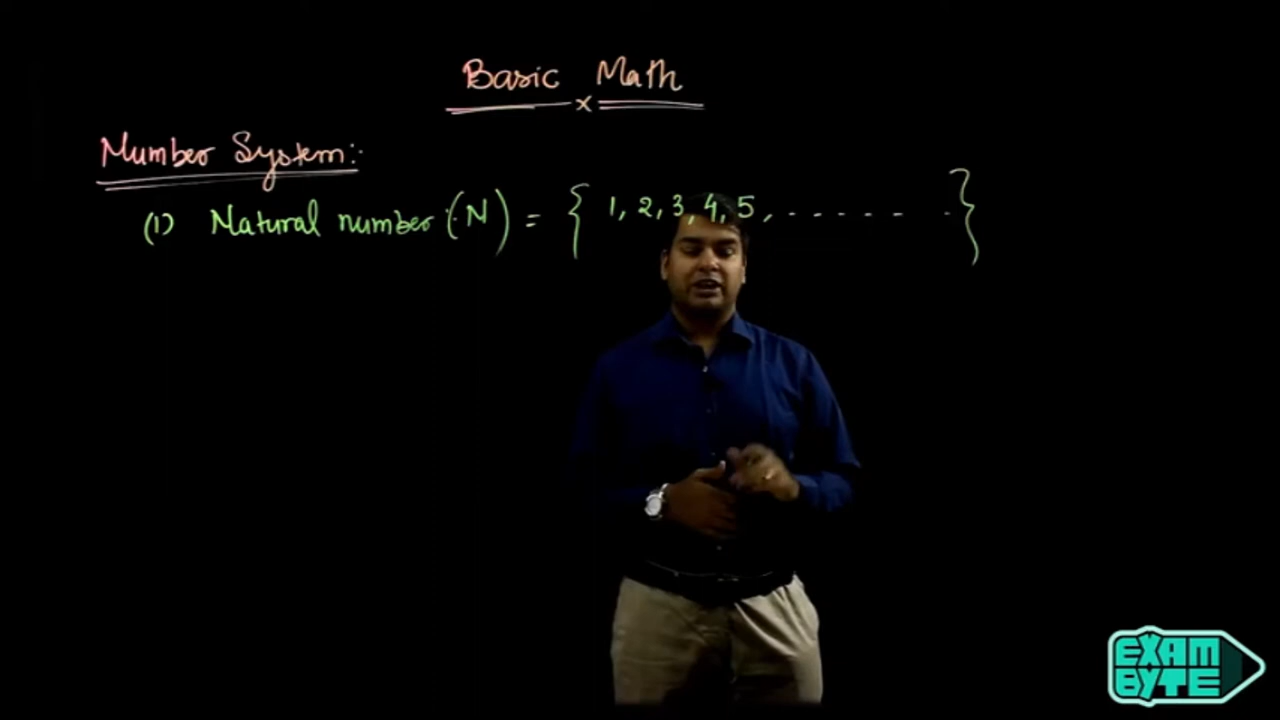 Basic Math
x
Number System:
(1) Natural number:(N) = { 1, 2, 3, 4, 5, ....... }
EXAM
BYTE